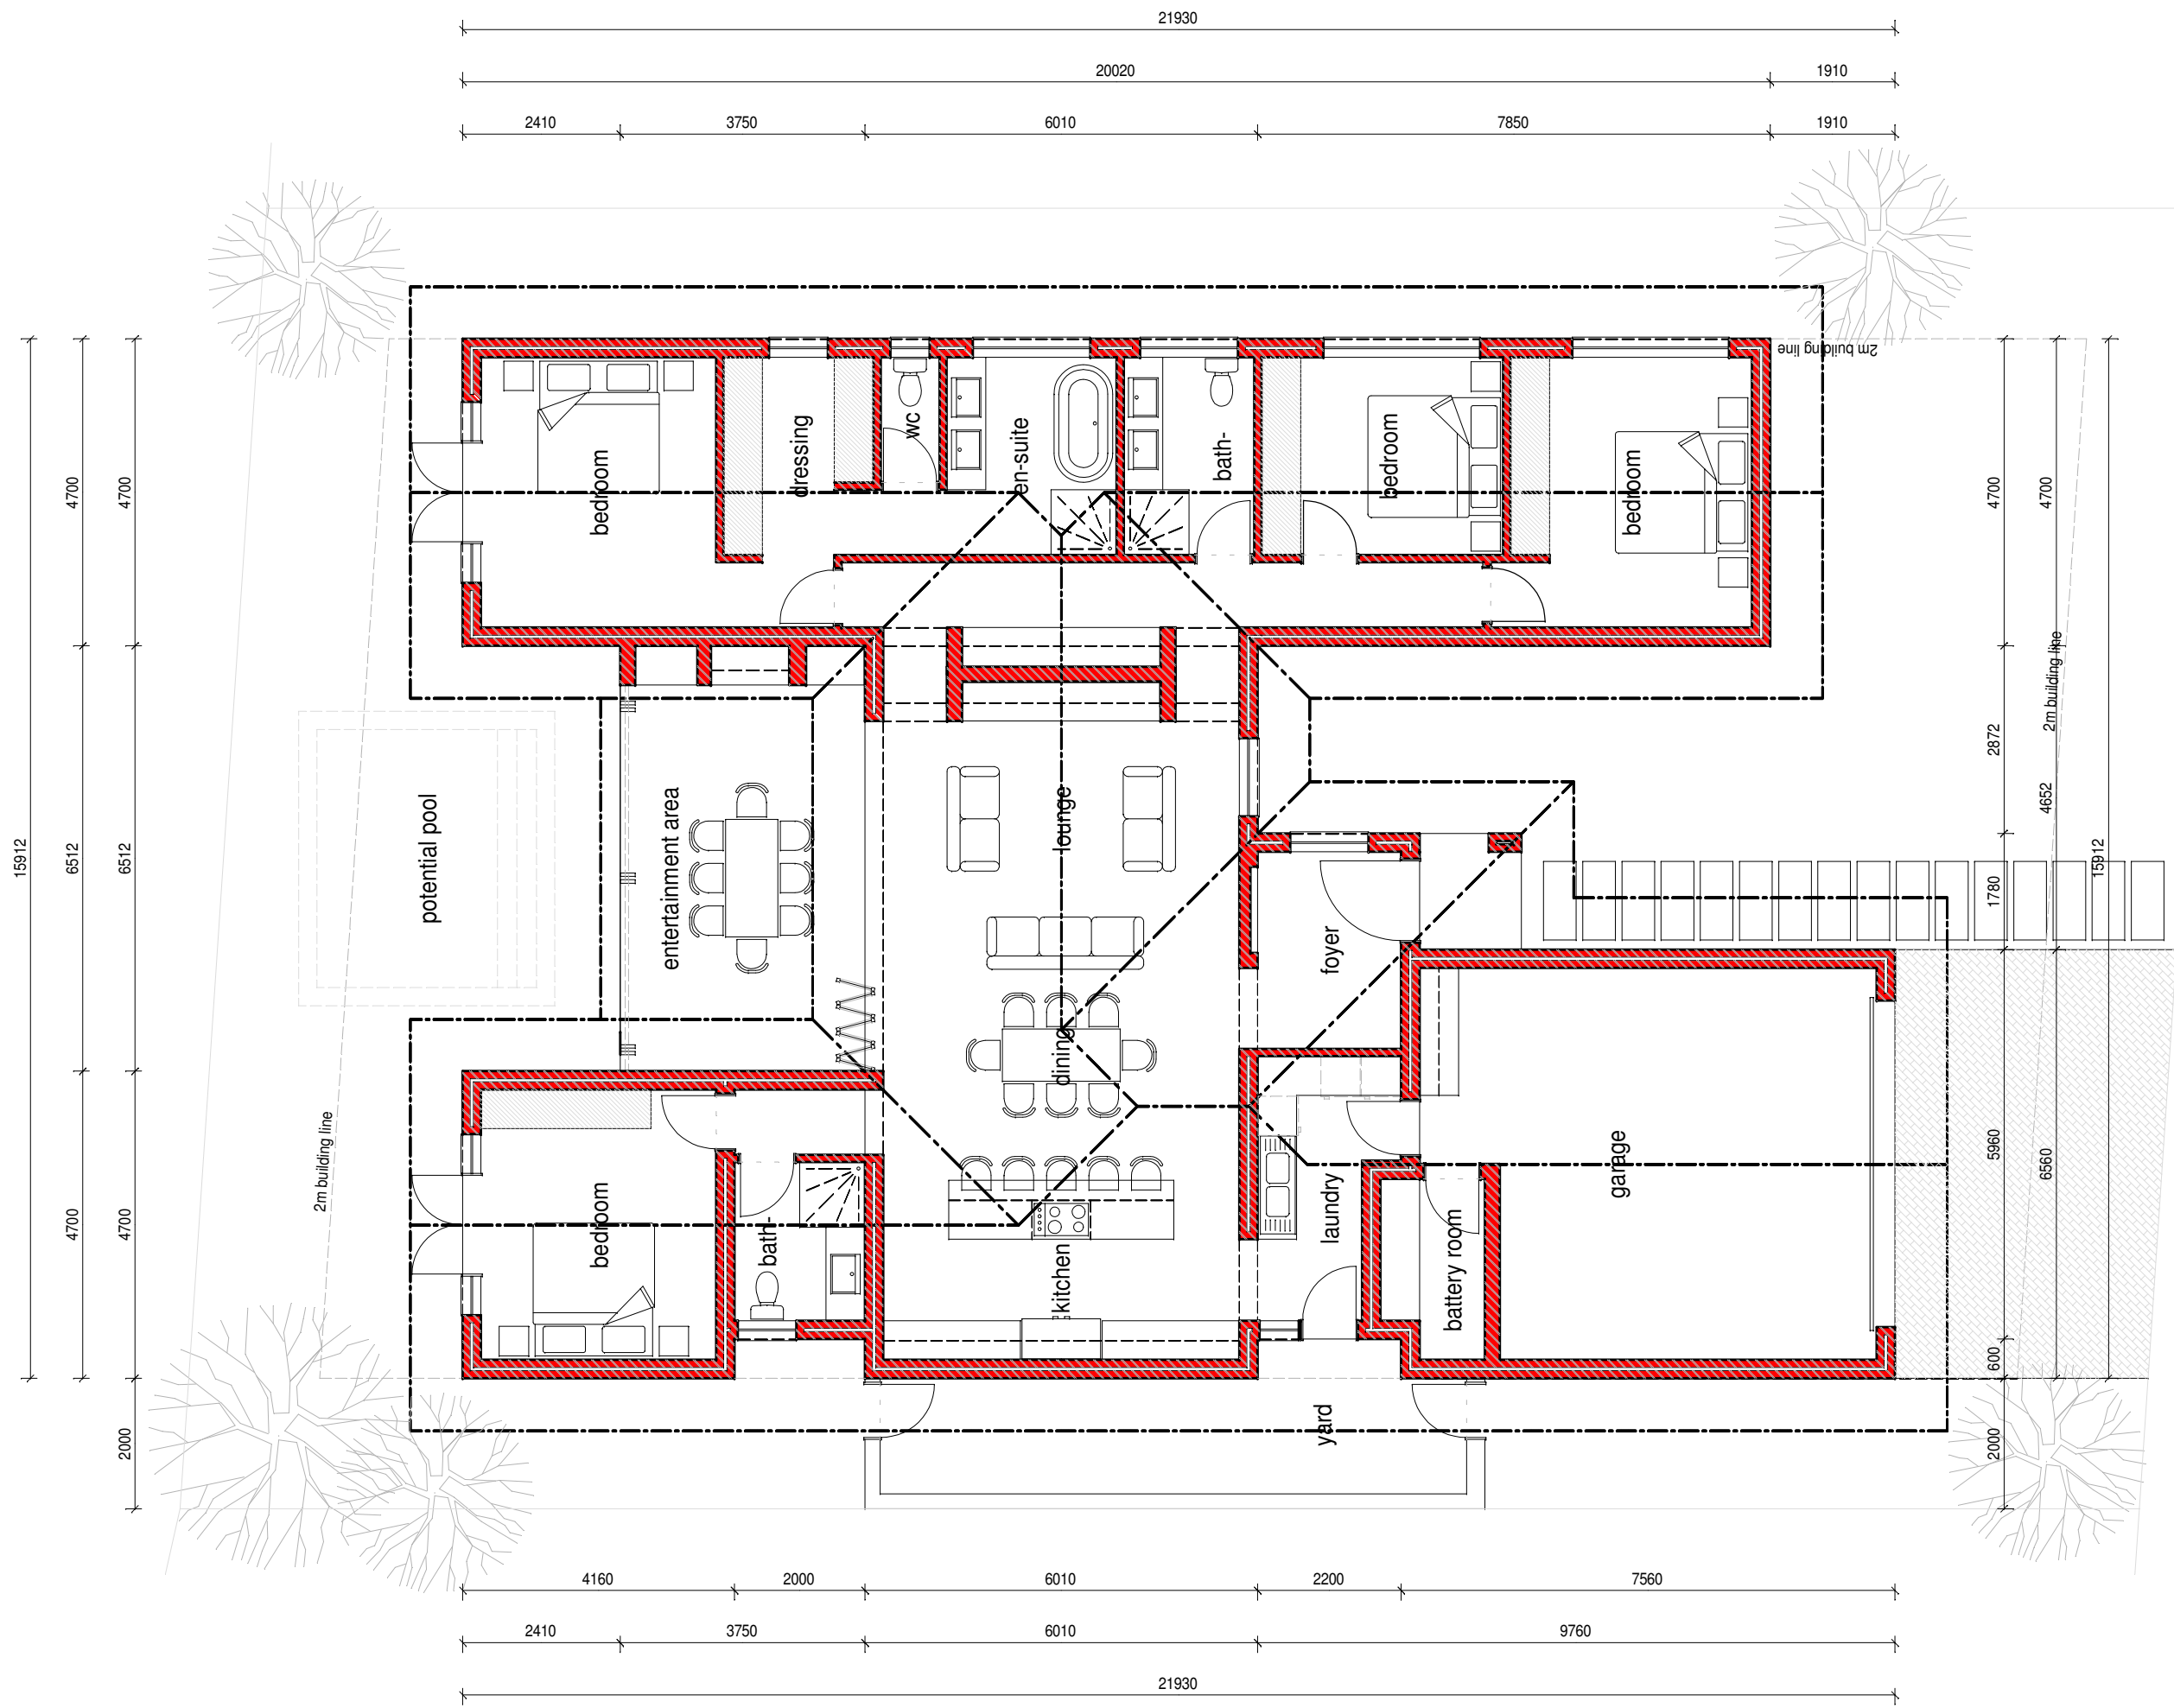 21930
20020
1910
2410
3750
6010
7850
1910
2m building line
bedroom
dressing
wc
en-suite
bath-
bedroom
bedroom
4700
4700
4700
4700
2m building line
15912
6512
6512
potential pool
entertainment area
lounge
2872
4652
15912
1780
foyer
dining
2m building line
4700
4700
bedroom
bath-
kitchen
laundry
battery room
garage
5960
6560
600
yard
2000
2000
4160
2000
6010
2200
7560
2410
3750
6010
9760
21930